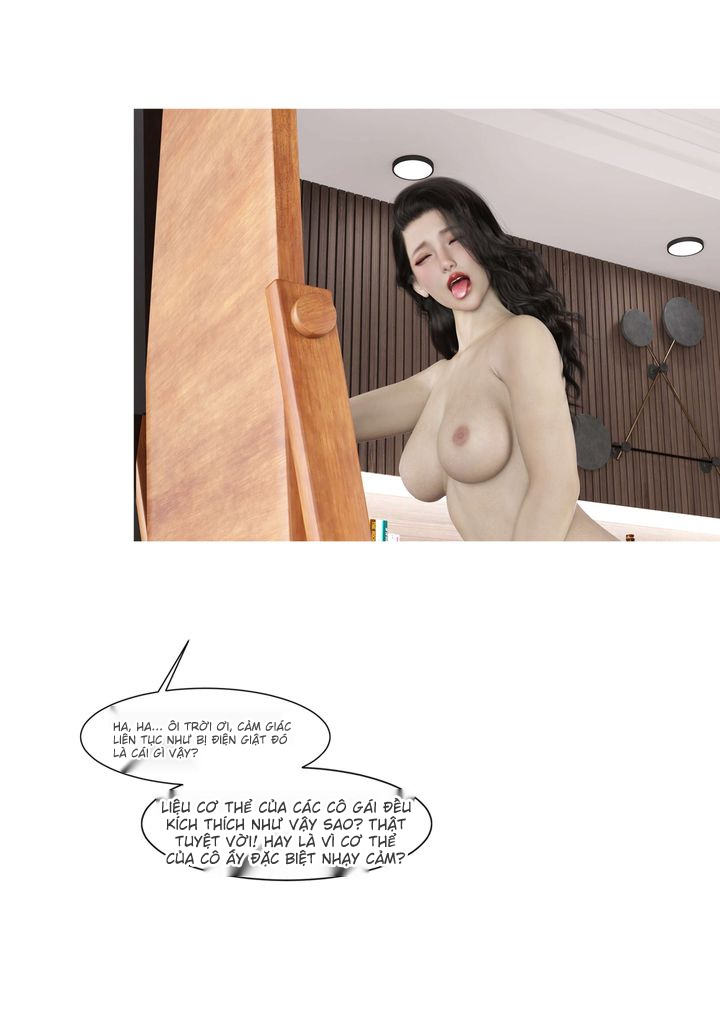 HA, HA... ÔI TRỜI ƠI, CẢM GIÁC
LIÊN TỤC NHƯ BỊ ĐIỆN GIẬT ĐÓ
LÀ CÁI GÌ VẬY?
LIỆU CƠ THỂ CỦA CÁC CÔ GÁI ĐỀU
KÍCH THÍCH NHƯ VẬY SAO? THẬT
TUYỆT VỜI! HAY LÀ VÌ CƠ THỂ
CỦA CÔ ẤY ĐẶC BIỆT NHẠY CẢM?